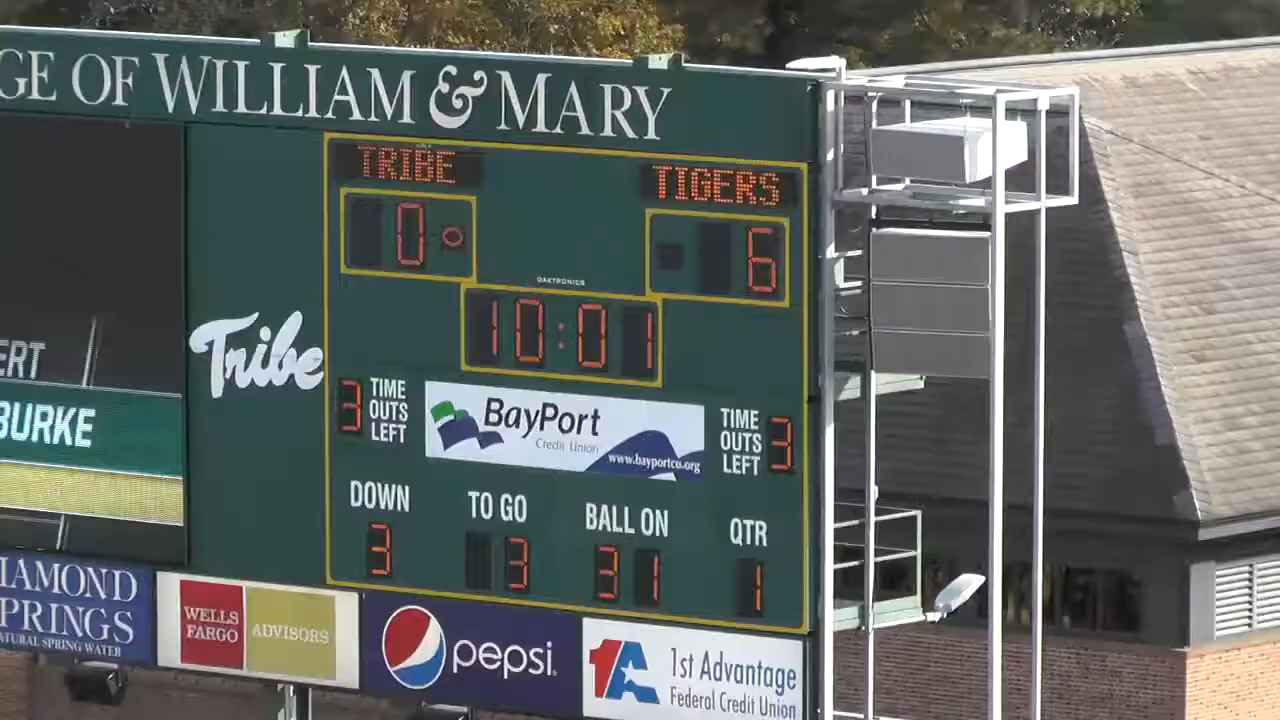 GE OF WILLIAM & MARY
TRIBE
TIGERS
0
6
DAKTRONICS
10:01
Tribe
ERT
BURKE
3 TIME OUTS LEFT
BayPort
Credit Union
www.bayportcu.org
TIME OUTS LEFT 3
DOWN TO GO BALL ON QTR
3 3 31 1
IAMOND
PRINGS
NATURAL SPRING WATER
WELLS
FARGO
ADVISORS
pepsi
1st Advantage
Federal Credit Union